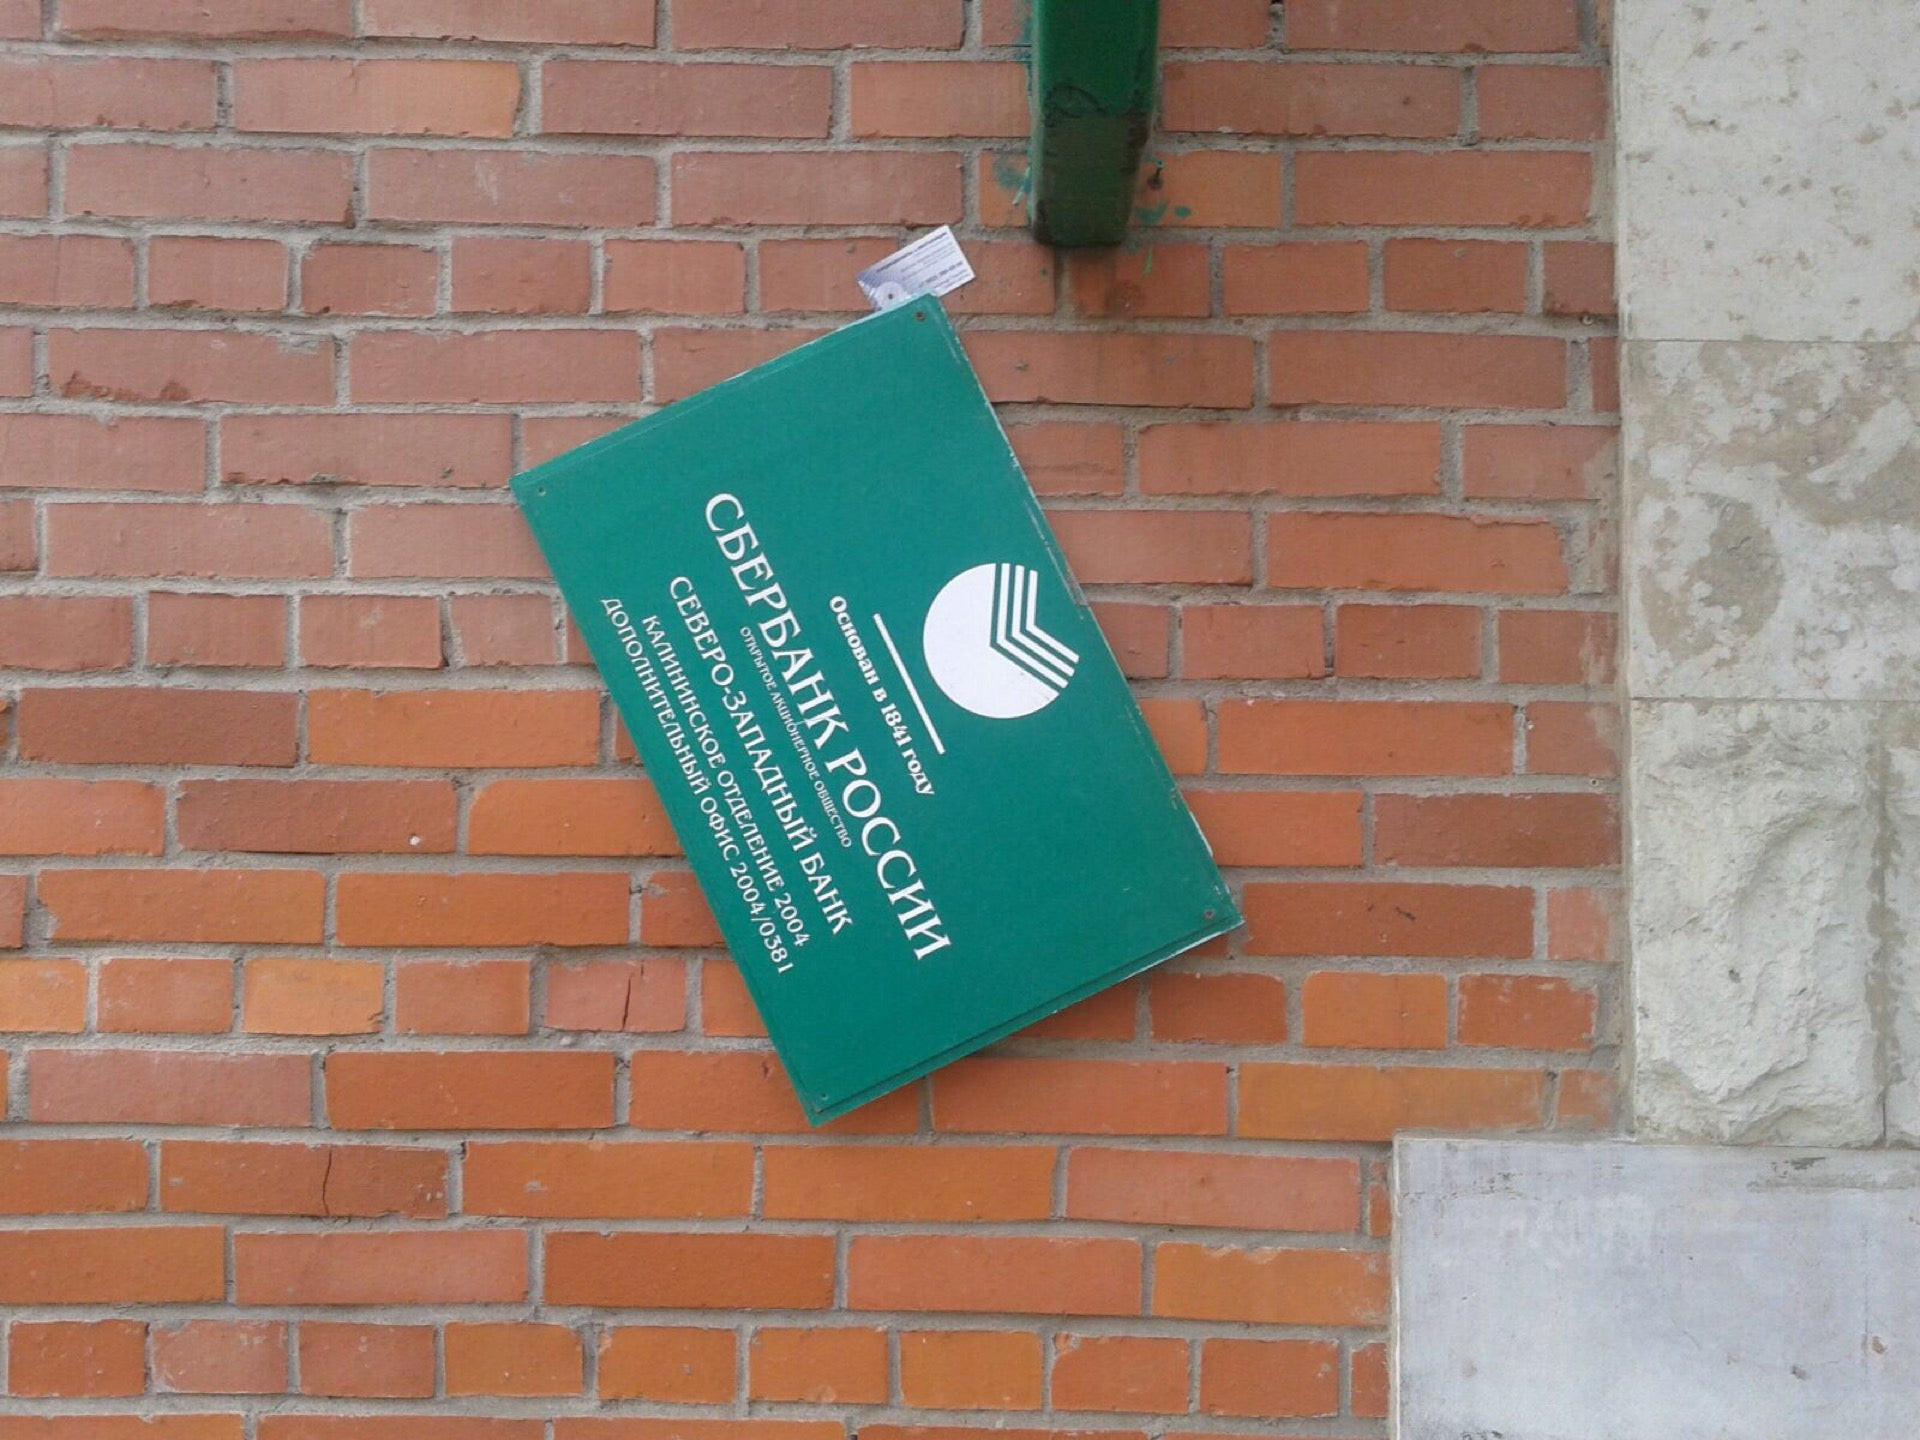 основан в 1841 году
СБЕРБАНК РОССИИ
ОТКРЫТОЕ АКЦИОНЕРНОЕ ОБЩЕСТВО
СЕВЕРО-ЗАПАДНЫЙ БАНК
КАЛИНИНСКОЕ ОТДЕЛЕНИЕ 2004
ДОПОЛНИТЕЛЬНЫЙ ОФИС 2004/0381